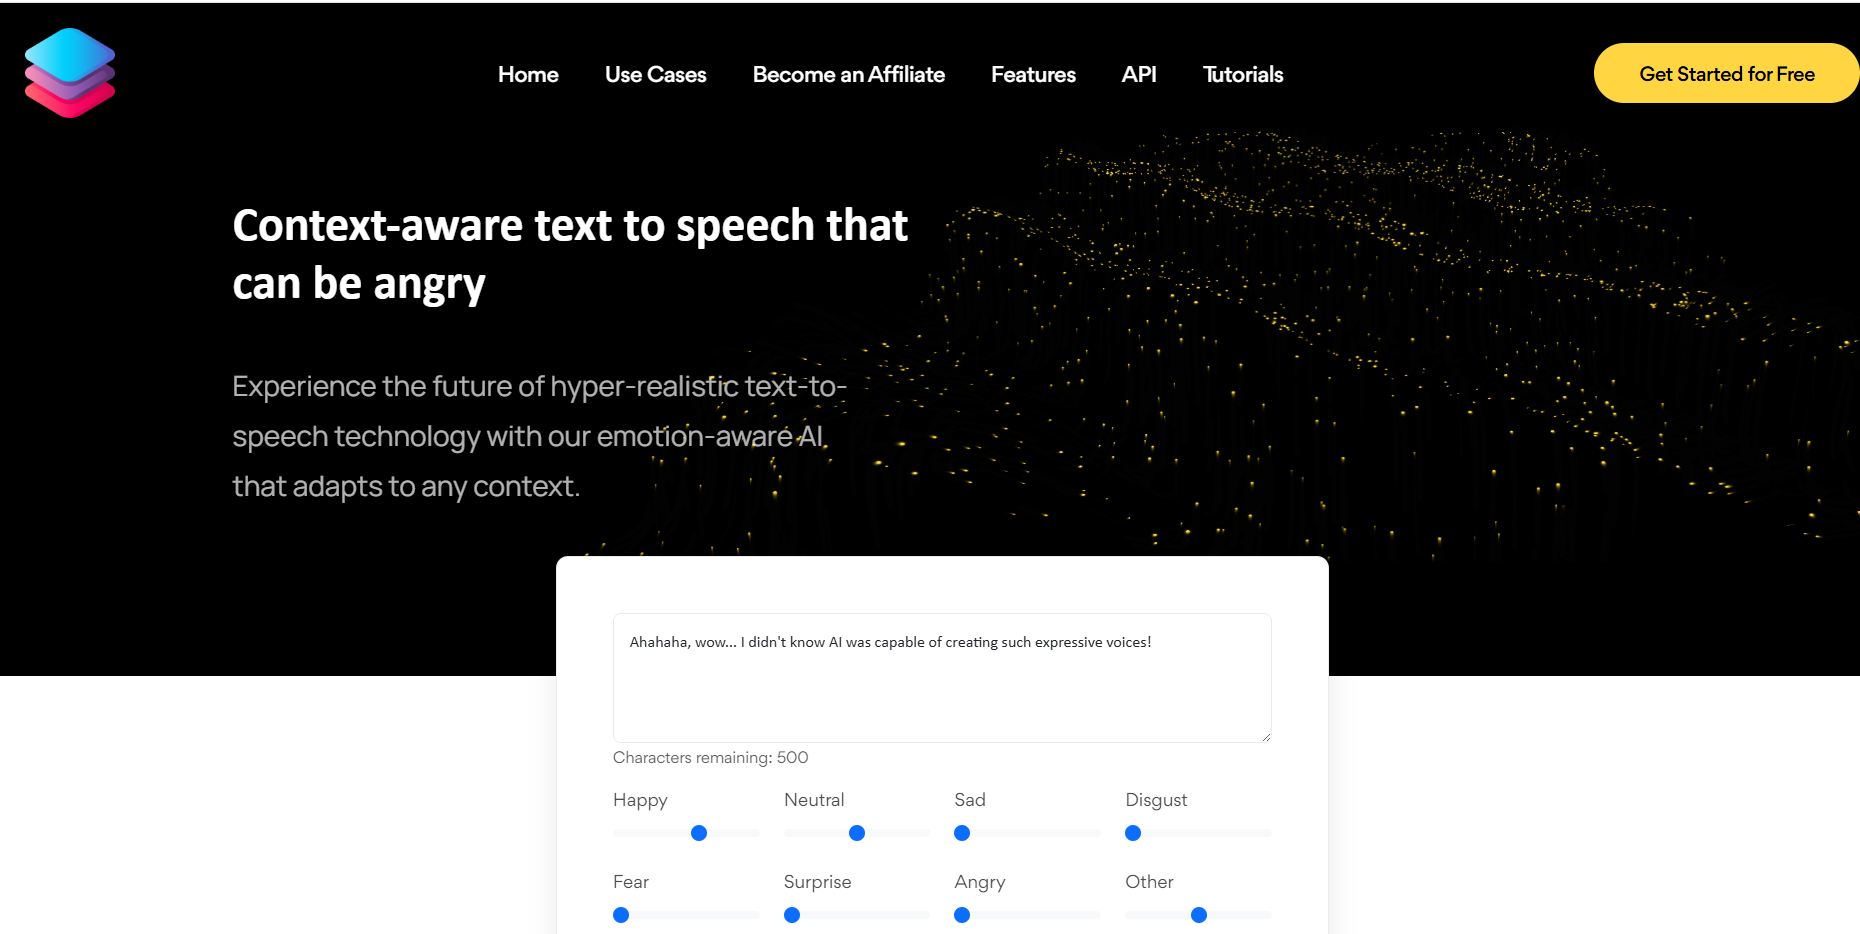 Home Use Cases Become an Affiliate Features API Tutorials Get Started for Free
Context-aware text to speech that
can be angry
Experience the future of hyper-realistic text-to-
speech technology with our emotion-aware AI
that adapts to any context.
Ahahaha, wow... I didn't know AI was capable of creating such expressive voices!
Characters remaining: 500
Happy Neutral Sad Disgust
Fear Surprise Angry Other